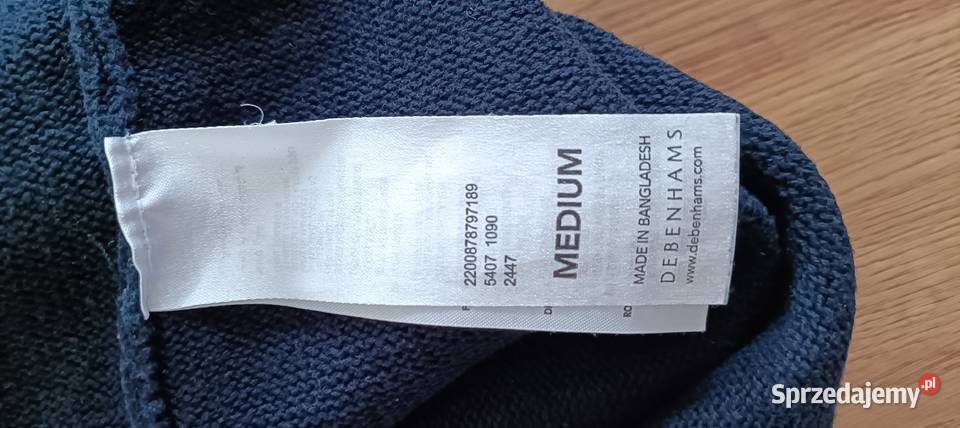 2200878797189
5407 1090
2447
MEDIUM
MADE IN BANGLADESH
DEBENHAMS
www.debenhams.com
Sprzedajemy.pl